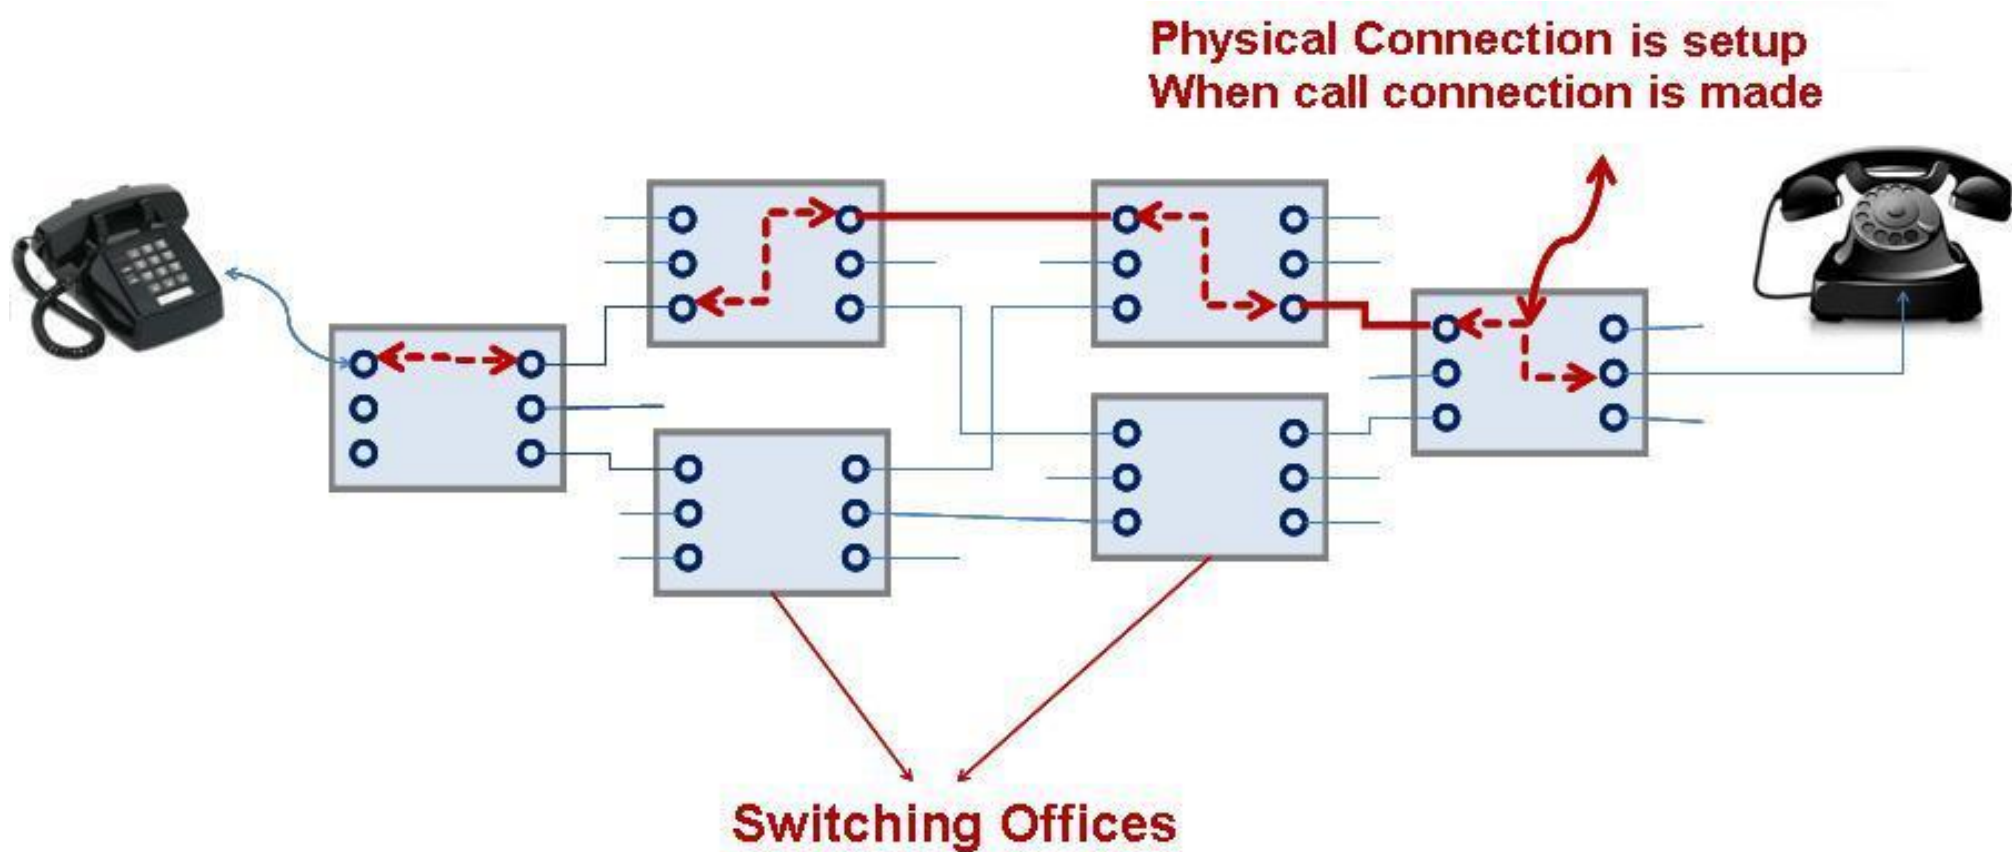 Physical Connection is setup
When call connection is made
Switching Offices